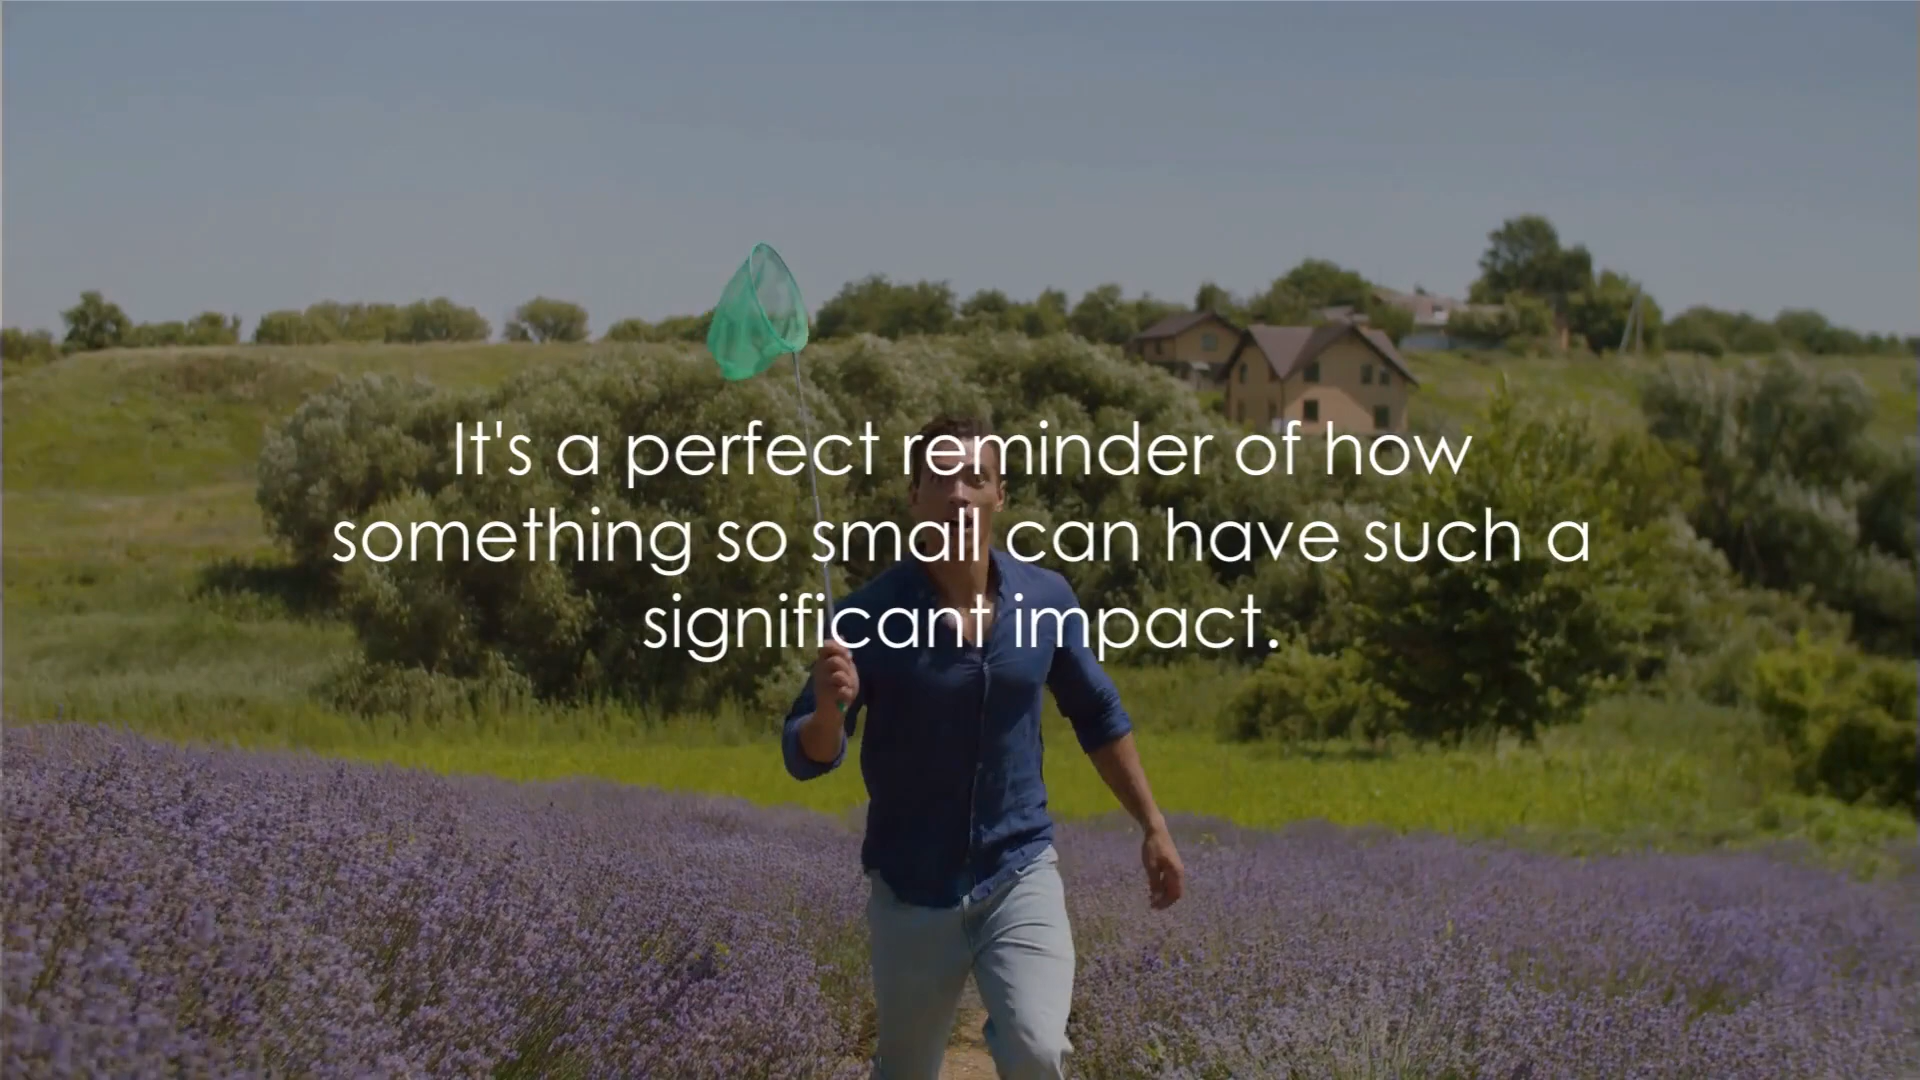 It's a perfect reminder of how
something so small can have such a
significant impact.